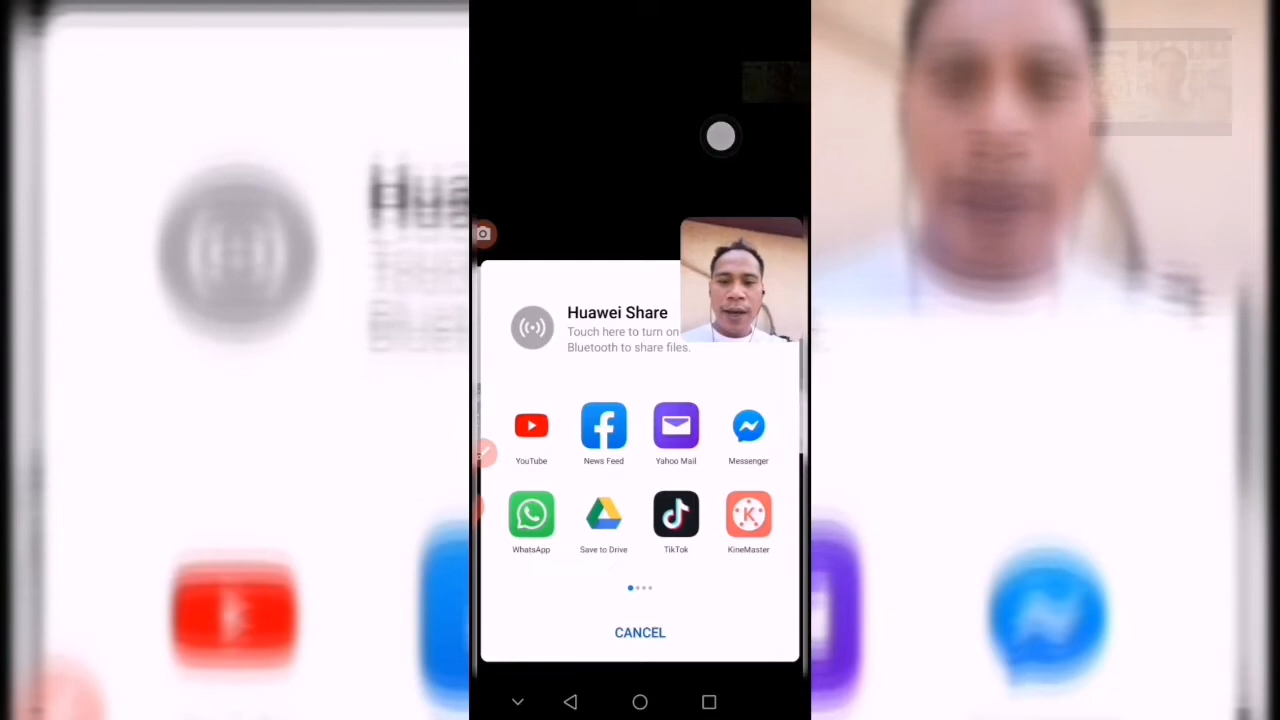 Huawei Share
Touch here to turn on
Bluetooth to share files.
YouTube
News Feed
Yahoo Mail
Messenger
WhatsApp
Save to Drive
TikTok
KineMaster
CANCEL